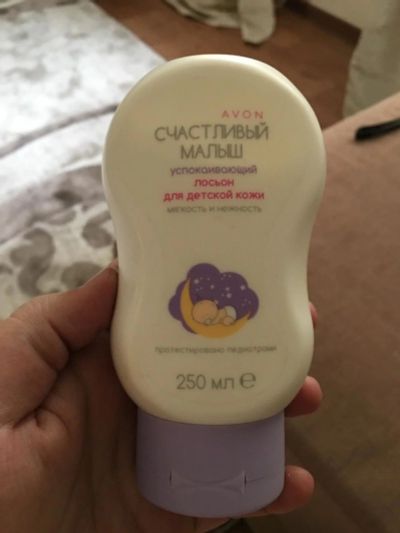 AVON
СЧАСТЛИВЫЙ
МАЛЫШ
успокаивающий
лосьон
для детской кожи
мягкость и нежность
протестировано педиатрами
250 мл ℮